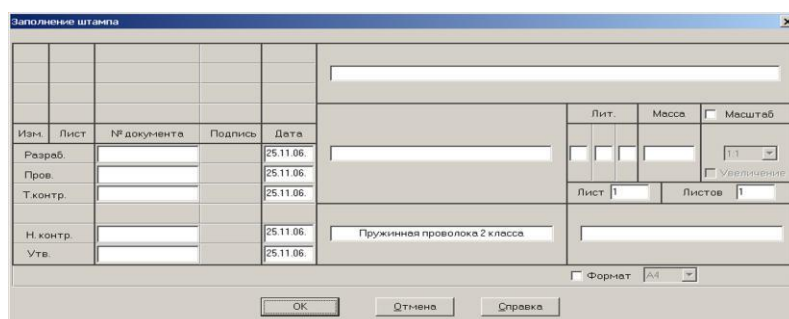 Заполнение штампа
Лит. Масса Масштаб
Изм. Лист № документа Подпись Дата
Разраб. 25.11.06. 1:1
Пров. 25.11.06. Увеличение
Т.контр. 25.11.06. Лист 1 Листов 1
Н.контр. 25.11.06. Пружинная проволока 2 класса
Утв. 25.11.06.
Формат А4
OK Отмена Справка